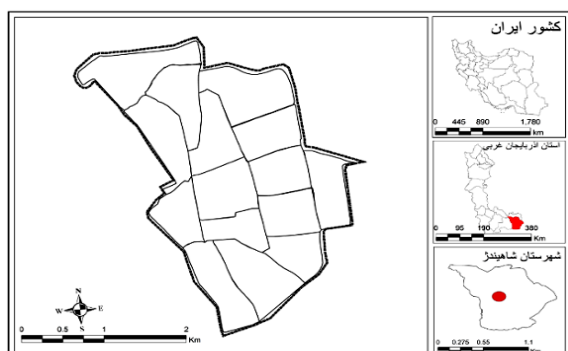 کشور ایران
0 445 890 1,780
km
استان آذربایجان غربی
0 95 190 380
Km
شهرستان شاهیندژ
0 0.275 0.55 1.1
Km
N
W E
S
0 0.5 1 2
Km